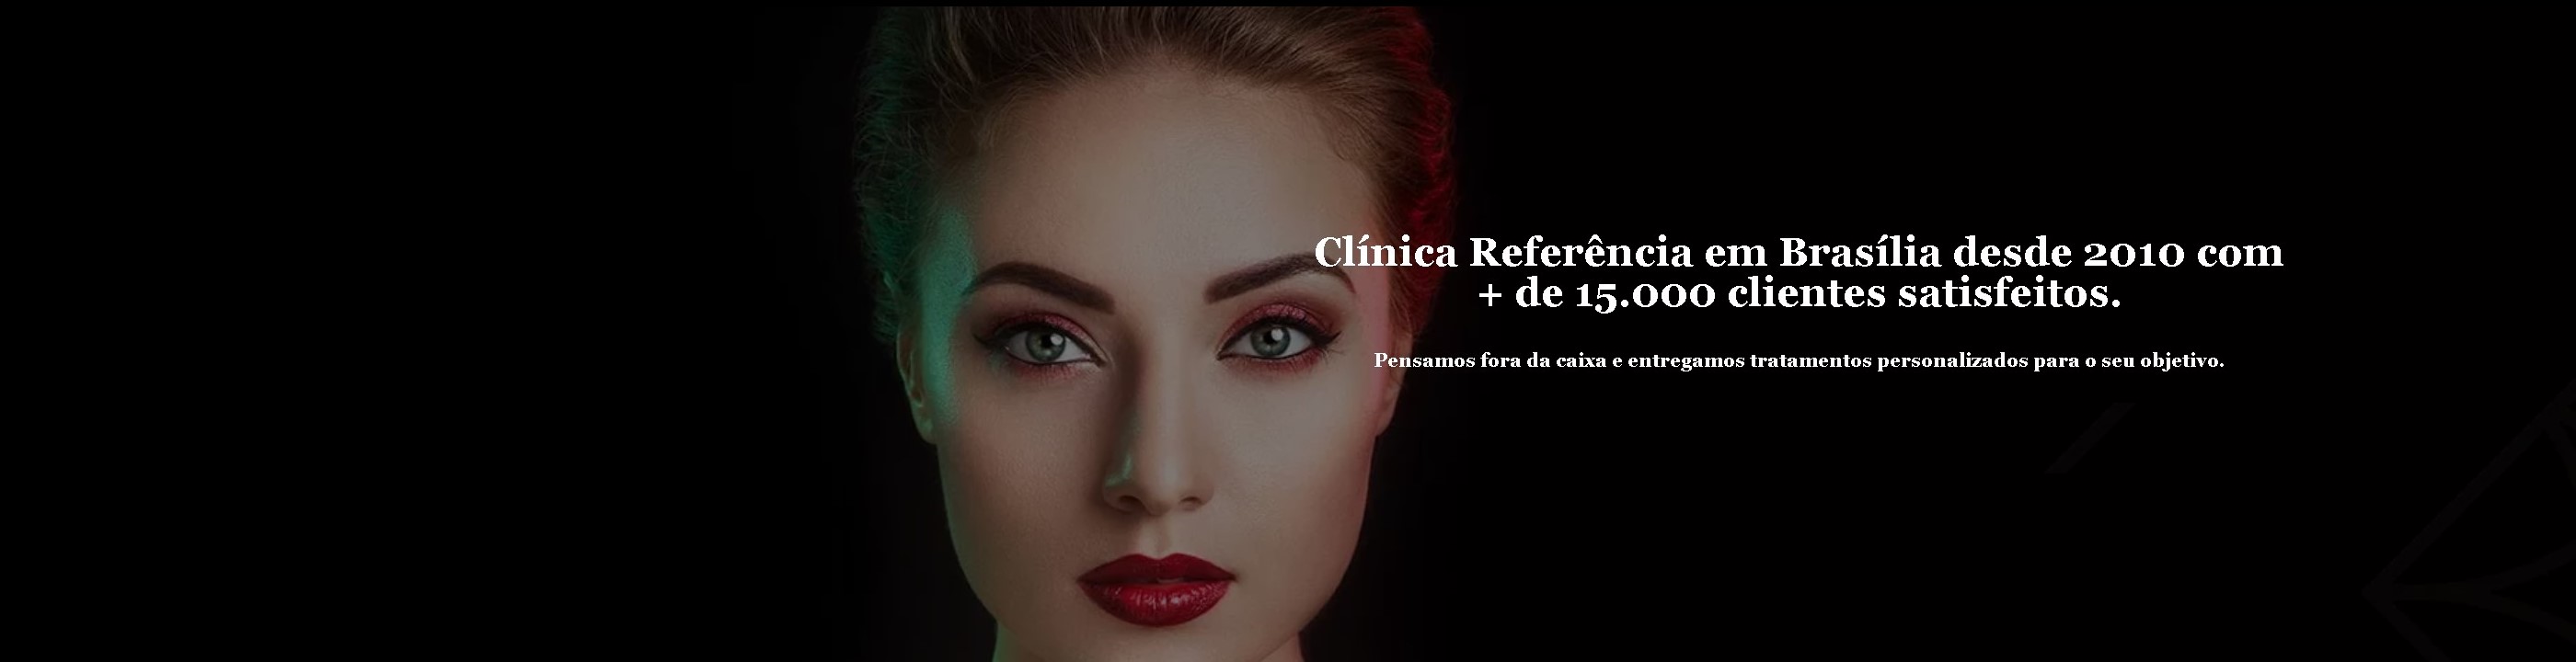 Clínica Referência em Brasília desde 2010 com
+ de 15.000 clientes satisfeitos.
Pensamos fora da caixa e entregamos tratamentos personalizados para o seu objetivo.